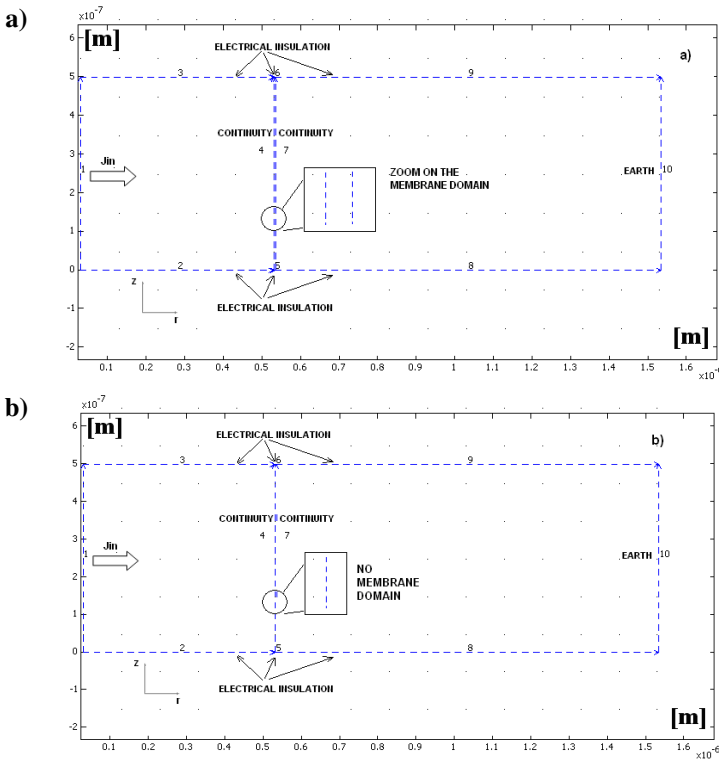 a)
x10⁻⁷
[m]
6
5
4
3
2
1
0
-1
-2
ELECTRICAL INSULATION
3
6
9
a)
CONTINUITY
CONTINUITY
4
7
1
Jin
ZOOM ON THE
MEMBRANE DOMAIN
EARTH
10
2
5
8
z
r
ELECTRICAL INSULATION
[m]
0.1 0.2 0.3 0.4 0.5 0.6 0.7 0.8 0.9 1 1.1 1.2 1.3 1.4 1.5 1.6
b)
x10⁻⁷
[m]
6
5
4
3
2
1
0
-1
-2
ELECTRICAL INSULATION
3
6
9
b)
CONTINUITY
CONTINUITY
4
7
1
Jin
NO
MEMBRANE
DOMAIN
EARTH
10
2
5
8
z
r
ELECTRICAL INSULATION
[m]
0.1 0.2 0.3 0.4 0.5 0.6 0.7 0.8 0.9 1 1.1 1.2 1.3 1.4 1.5 1.6
x10⁻⁶